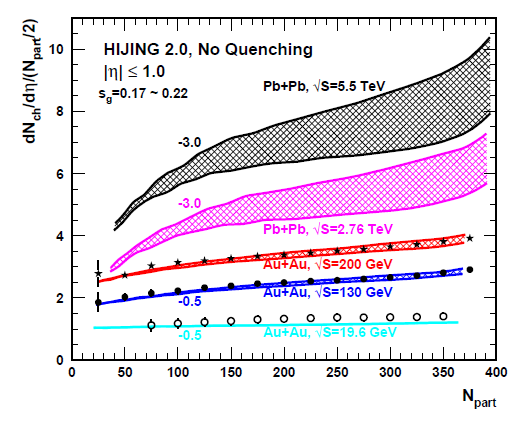 HIJING 2.0, No Quenching
|η| ≤ 1.0
s_g=0.17 ~ 0.22
Pb+Pb, √S=5.5 TeV
-3.0
-3.0
Pb+Pb, √S=2.76 TeV
Au+Au, √S=200 GeV
-0.5
Au+Au, √S=130 GeV
-0.5
Au+Au, √S=19.6 GeV
dN_ch/dη/(N_part/2)
10
8
6
4
2
0
0 50 100 150 200 250 300 350 400
N_part